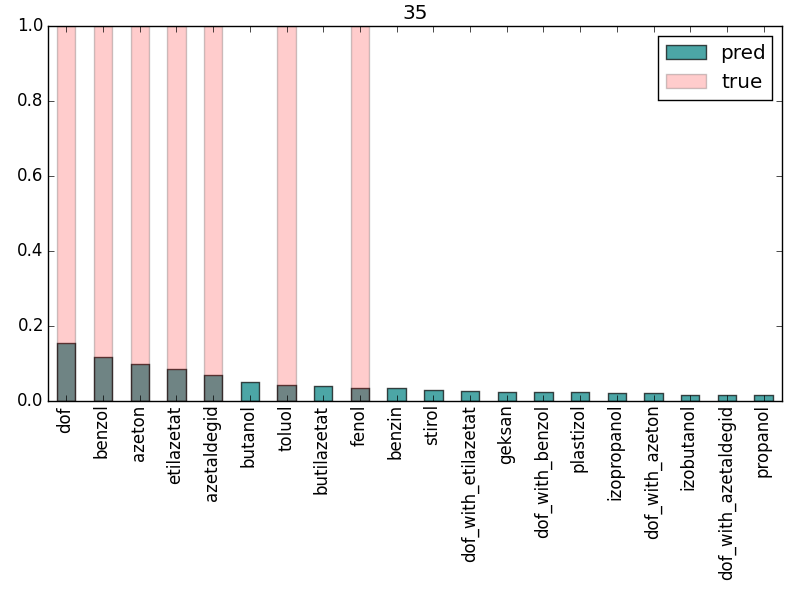 35
1.0
0.8
0.6
0.4
0.2
0.0
pred
true
dof
benzol
azeton
etilazetat
azetaldegid
butanol
toluol
butilazetat
fenol
benzin
stirol
dof_with_etilazetat
geksan
dof_with_benzol
plastizol
izopropanol
dof_with_azeton
izobutanol
dof_with_azetaldegid
propanol